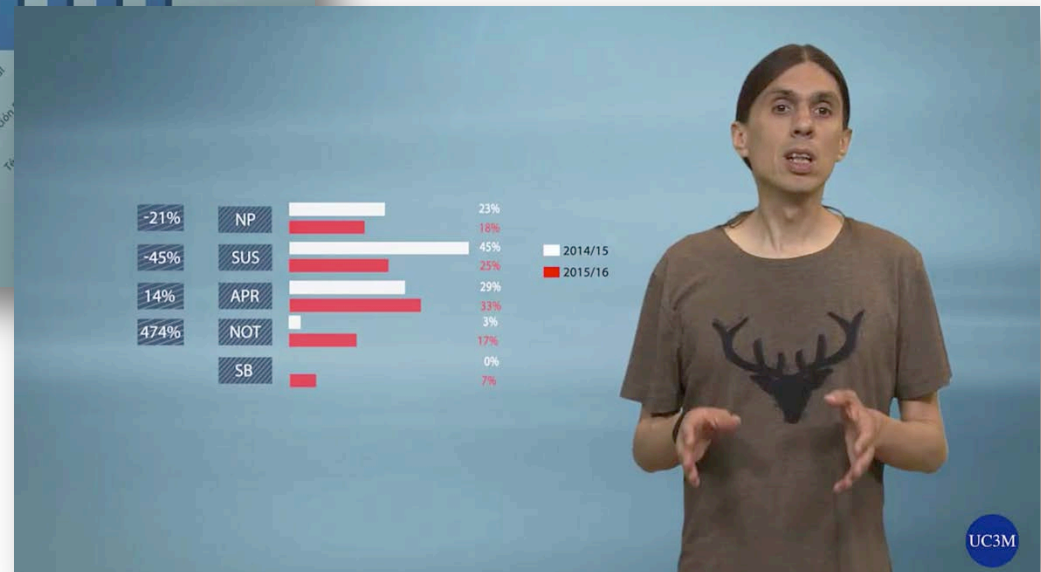 -21% NP 23%
18%
-45% SUS 45%
25%
2014/15
2015/16
14% APR 29%
33%
474% NOT 3%
17%
SB 0%
7%
UC3M